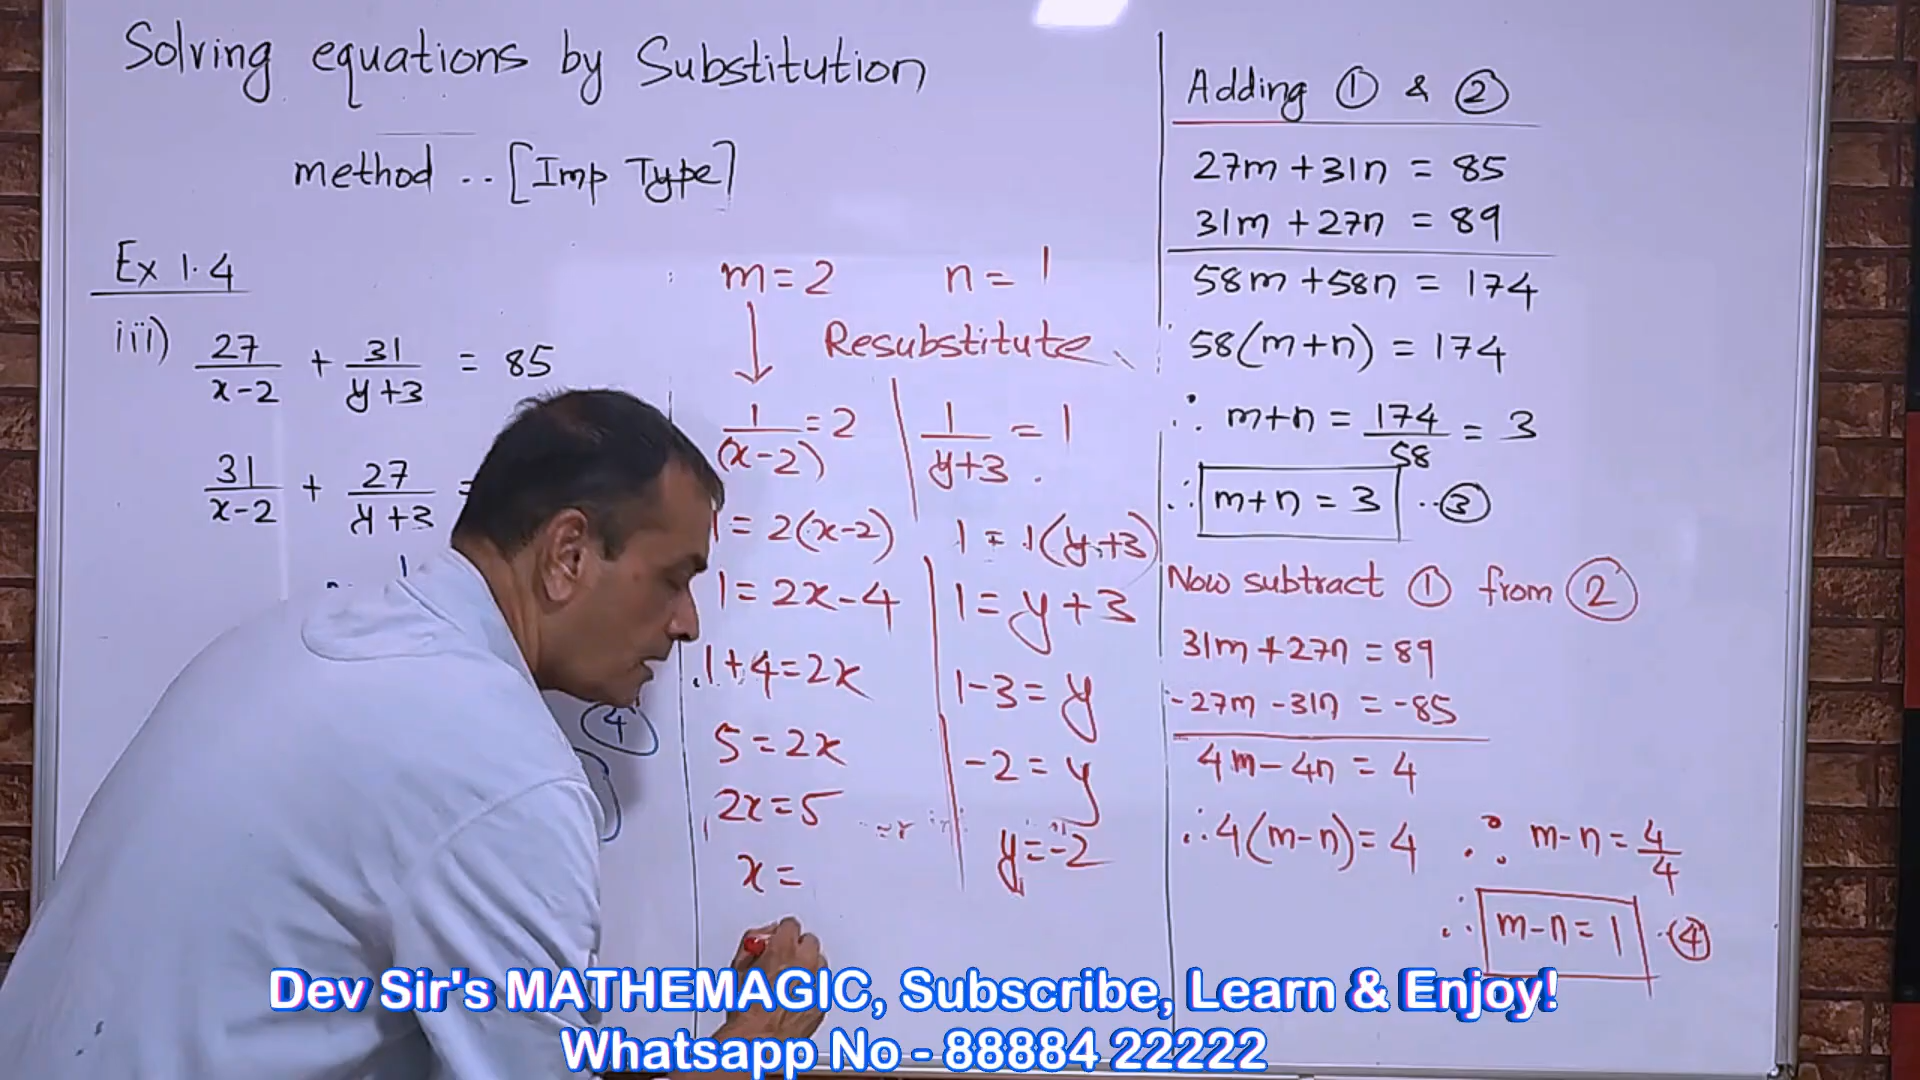 Solving equations by Substitution
method .. [Imp Type]
Ex 1.4
iii) 27/(x-2) + 31/(y+3) = 85
31/(x-2) + 27/(y+3) =
4
m = 2 n = 1
Resubstitute
1/(x-2) = 2
1 = 2(x-2)
1 = 2x - 4
1 + 4 = 2x
5 = 2x
2x = 5
x =
1/(y+3) = 1
1 = 1(y+3)
1 = y + 3
1 - 3 = y
-2 = y
y = -2
Adding ① & ②
27m + 31n = 85
31m + 27n = 89
58m + 58n = 174
58(m+n) = 174
∴ m+n = 174/58 = 3
∴ m+n = 3 ..③
Now subtract ① from ②
31m + 27n = 89
-27m - 31n = -85
4m - 4n = 4
∴ 4(m-n) = 4 ∴ m-n = 4/4
∴ m-n = 1 ..④
Dev Sir's MATHEMAGIC, Subscribe, Learn & Enjoy!
Whatsapp No - 88884 22222